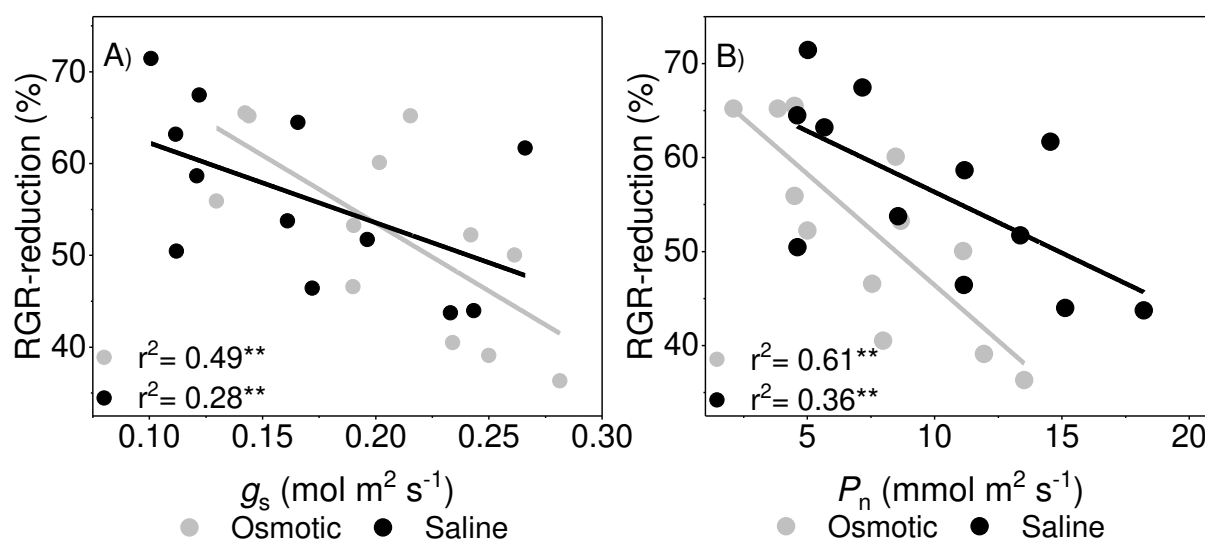 A)
RGR-reduction (%)
70
60
50
40
r²= 0.49**
r²= 0.28**
0.10 0.15 0.20 0.25 0.30
gₛ (mol m² s⁻¹)
Osmotic Saline
B)
RGR-reduction (%)
70
60
50
40
r²= 0.61**
r²= 0.36**
5 10 15 20
Pₙ (mmol m² s⁻¹)
Osmotic Saline